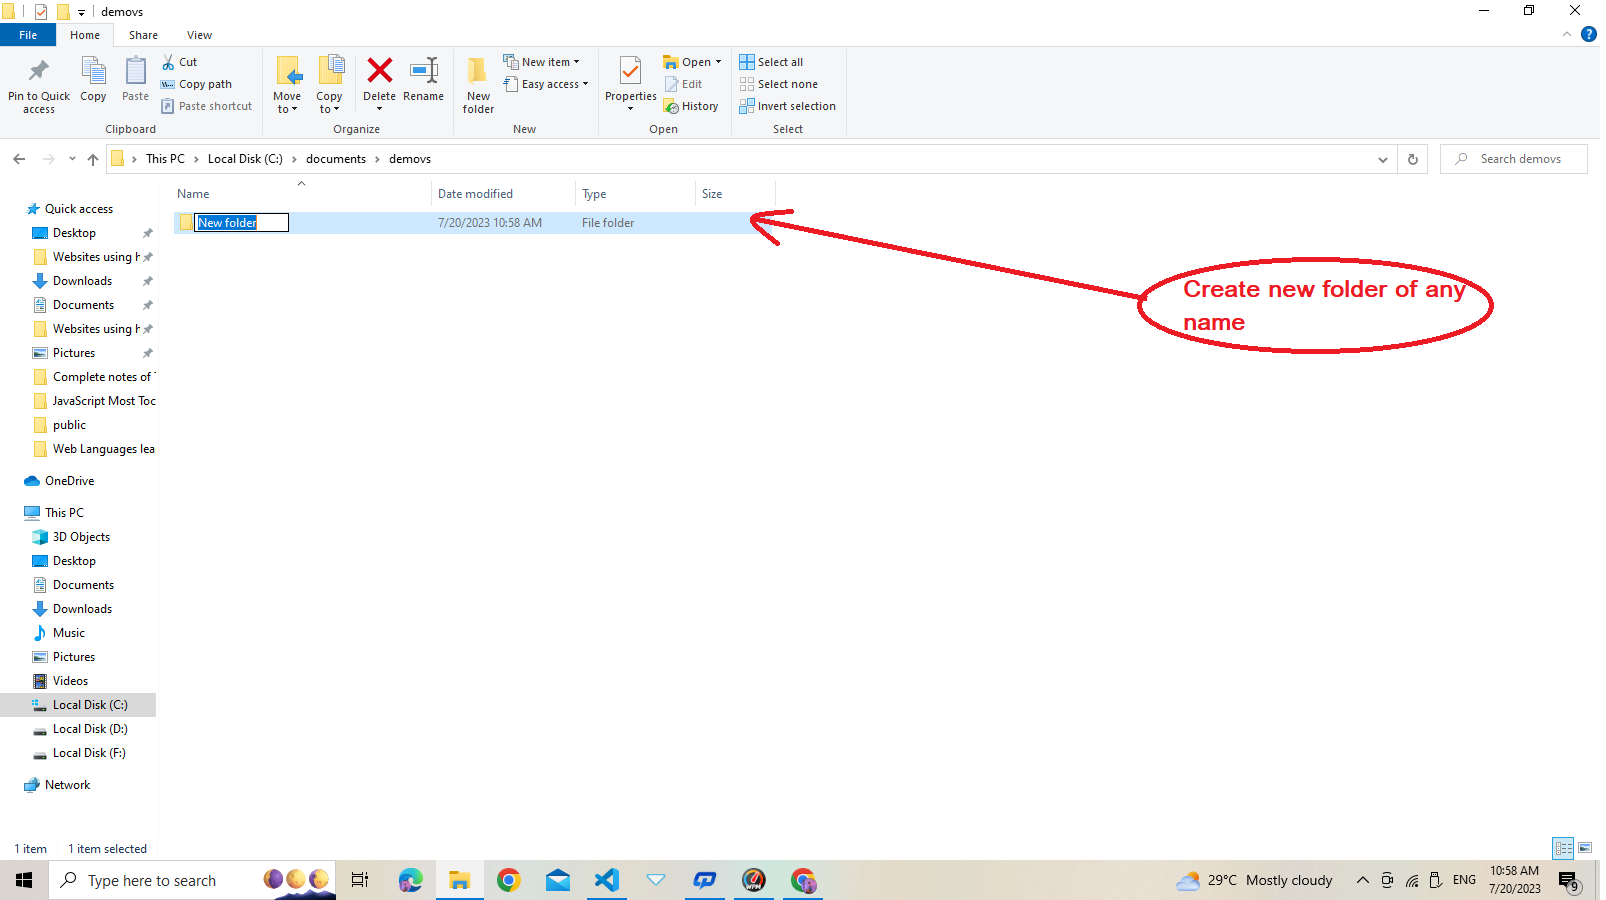 demovs
File
Home
Share
View
Pin to Quick access
Copy
Paste
Cut
Copy path
Paste shortcut
Clipboard
Move to
Copy to
Delete
Rename
Organize
New folder
New item
Easy access
New
Properties
Open
Edit
History
Open
Select all
Select none
Invert selection
Select
This PC
Local Disk (C:)
documents
demovs
Search demovs
Name
Date modified
Type
Size
New folder
7/20/2023 10:58 AM
File folder
Create new folder of any
name
Quick access
Desktop
Websites using h
Downloads
Documents
Websites using h
Pictures
Complete notes of
JavaScript Most Toc
public
Web Languages lea
OneDrive
This PC
3D Objects
Desktop
Documents
Downloads
Music
Pictures
Videos
Local Disk (C:)
Local Disk (D:)
Local Disk (F:)
Network
1 item
1 item selected
Type here to search
WPM
29°C Mostly cloudy
ENG
10:58 AM
7/20/2023
9